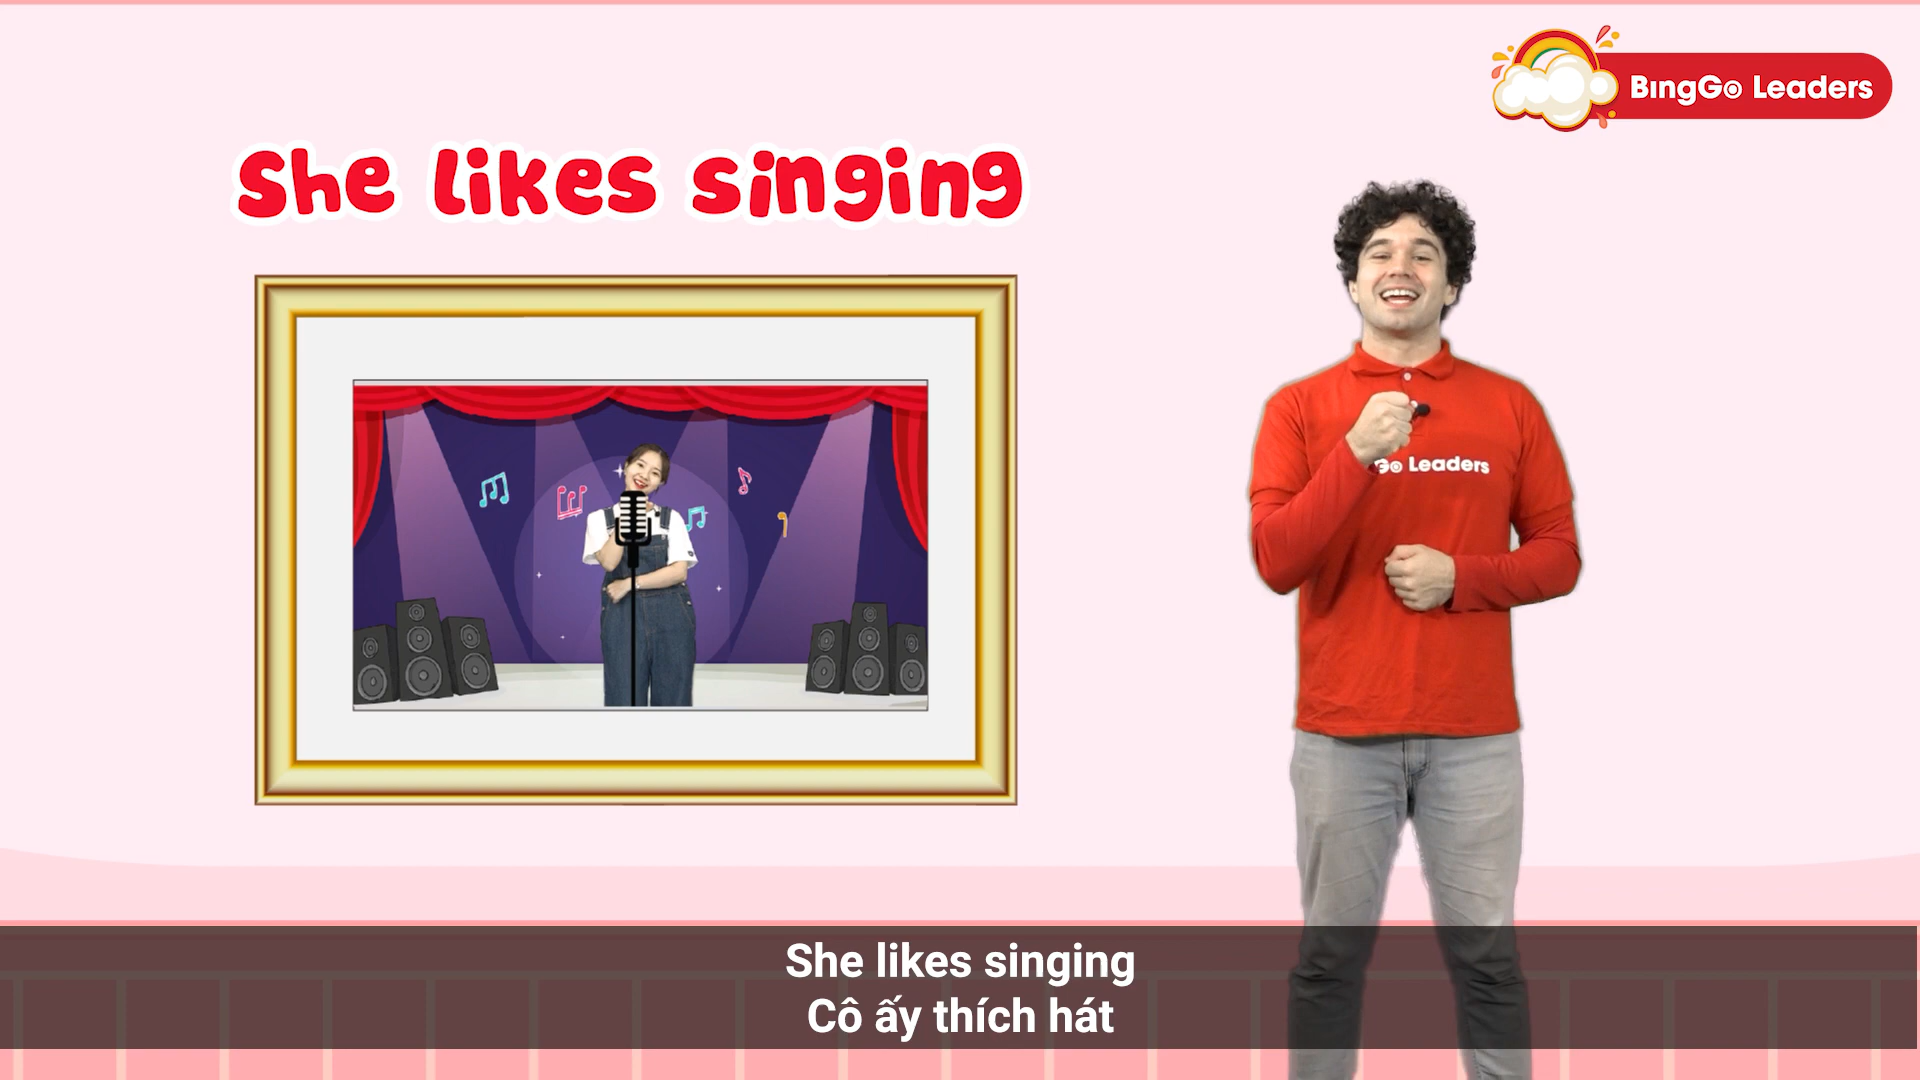 BingGo Leaders
She likes singing
Go Leaders
She likes singing
Cô ấy thích hát